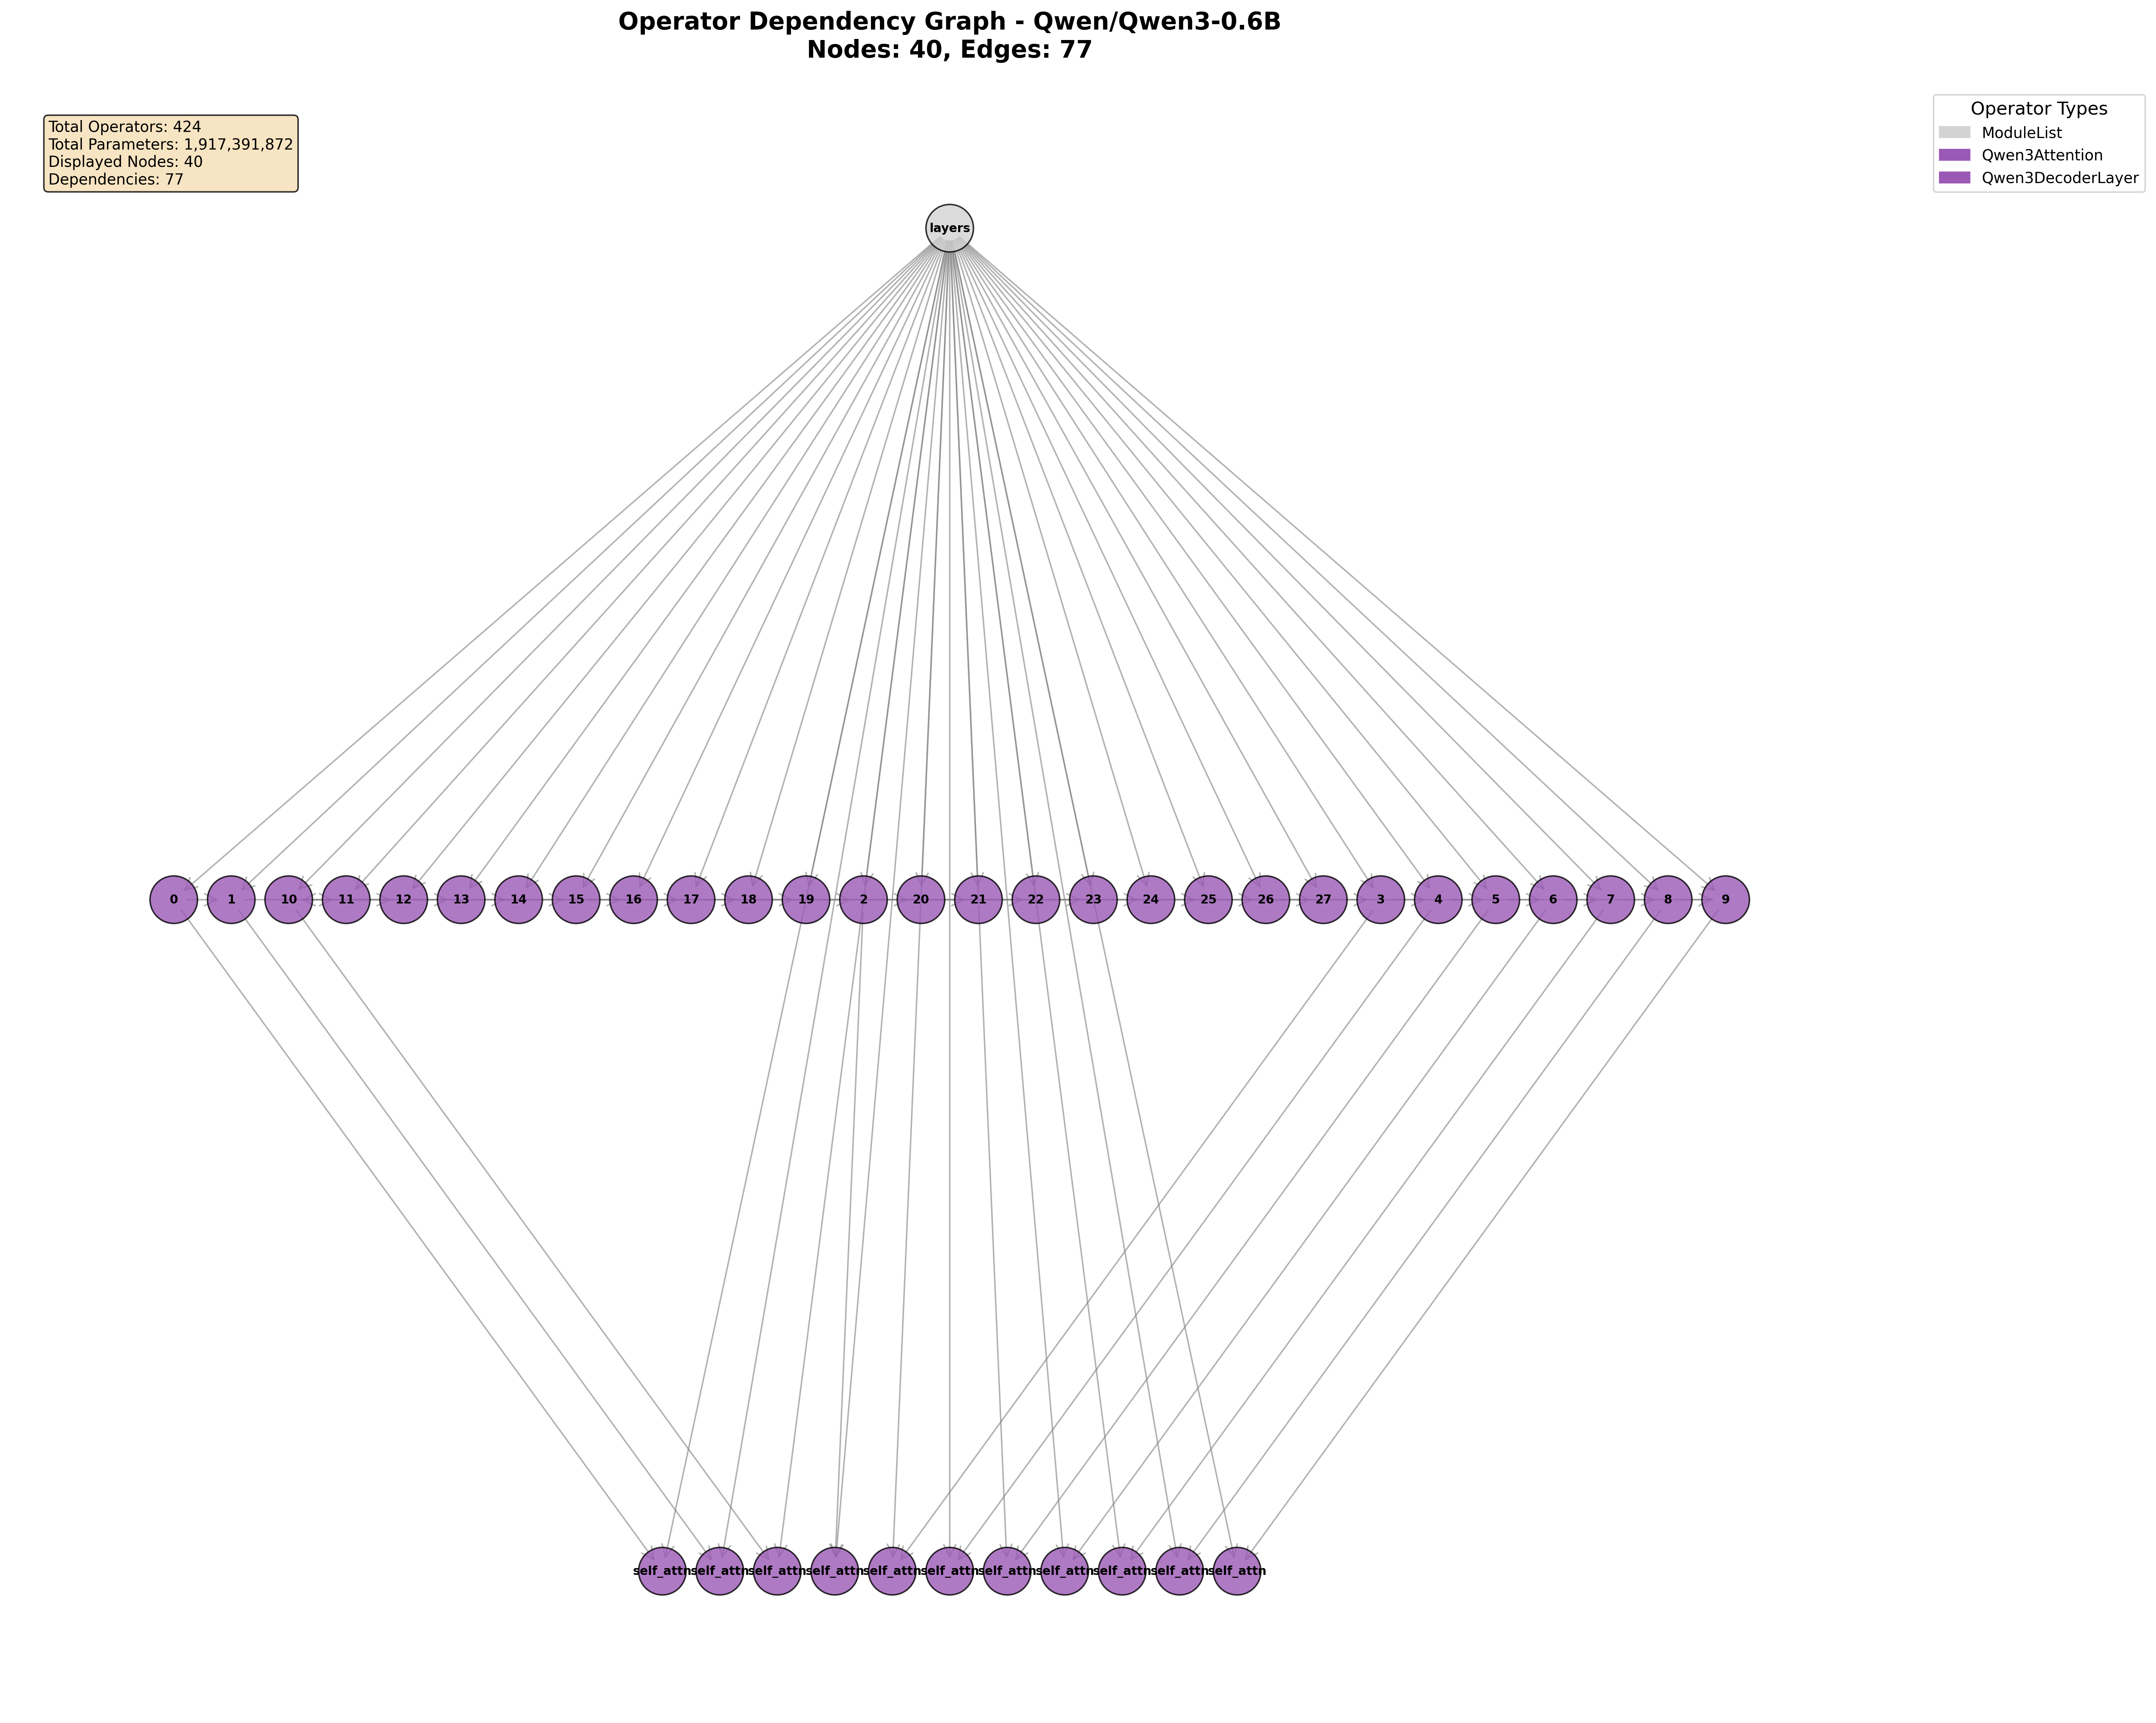 Operator Dependency Graph - Qwen/Qwen3-0.6B
Nodes: 40, Edges: 77
Total Operators: 424
Total Parameters: 1,917,391,872
Displayed Nodes: 40
Dependencies: 77
Operator Types
ModuleList
Qwen3Attention
Qwen3DecoderLayer
layers
0 1 10 11 12 13 14 15 16 17 18 19 2 20 21 22 23 24 25 26 27 3 4 5 6 7 8 9
self_attn self_attn self_attn self_attn self_attn self_attn self_attn self_attn self_attn self_attn self_attn